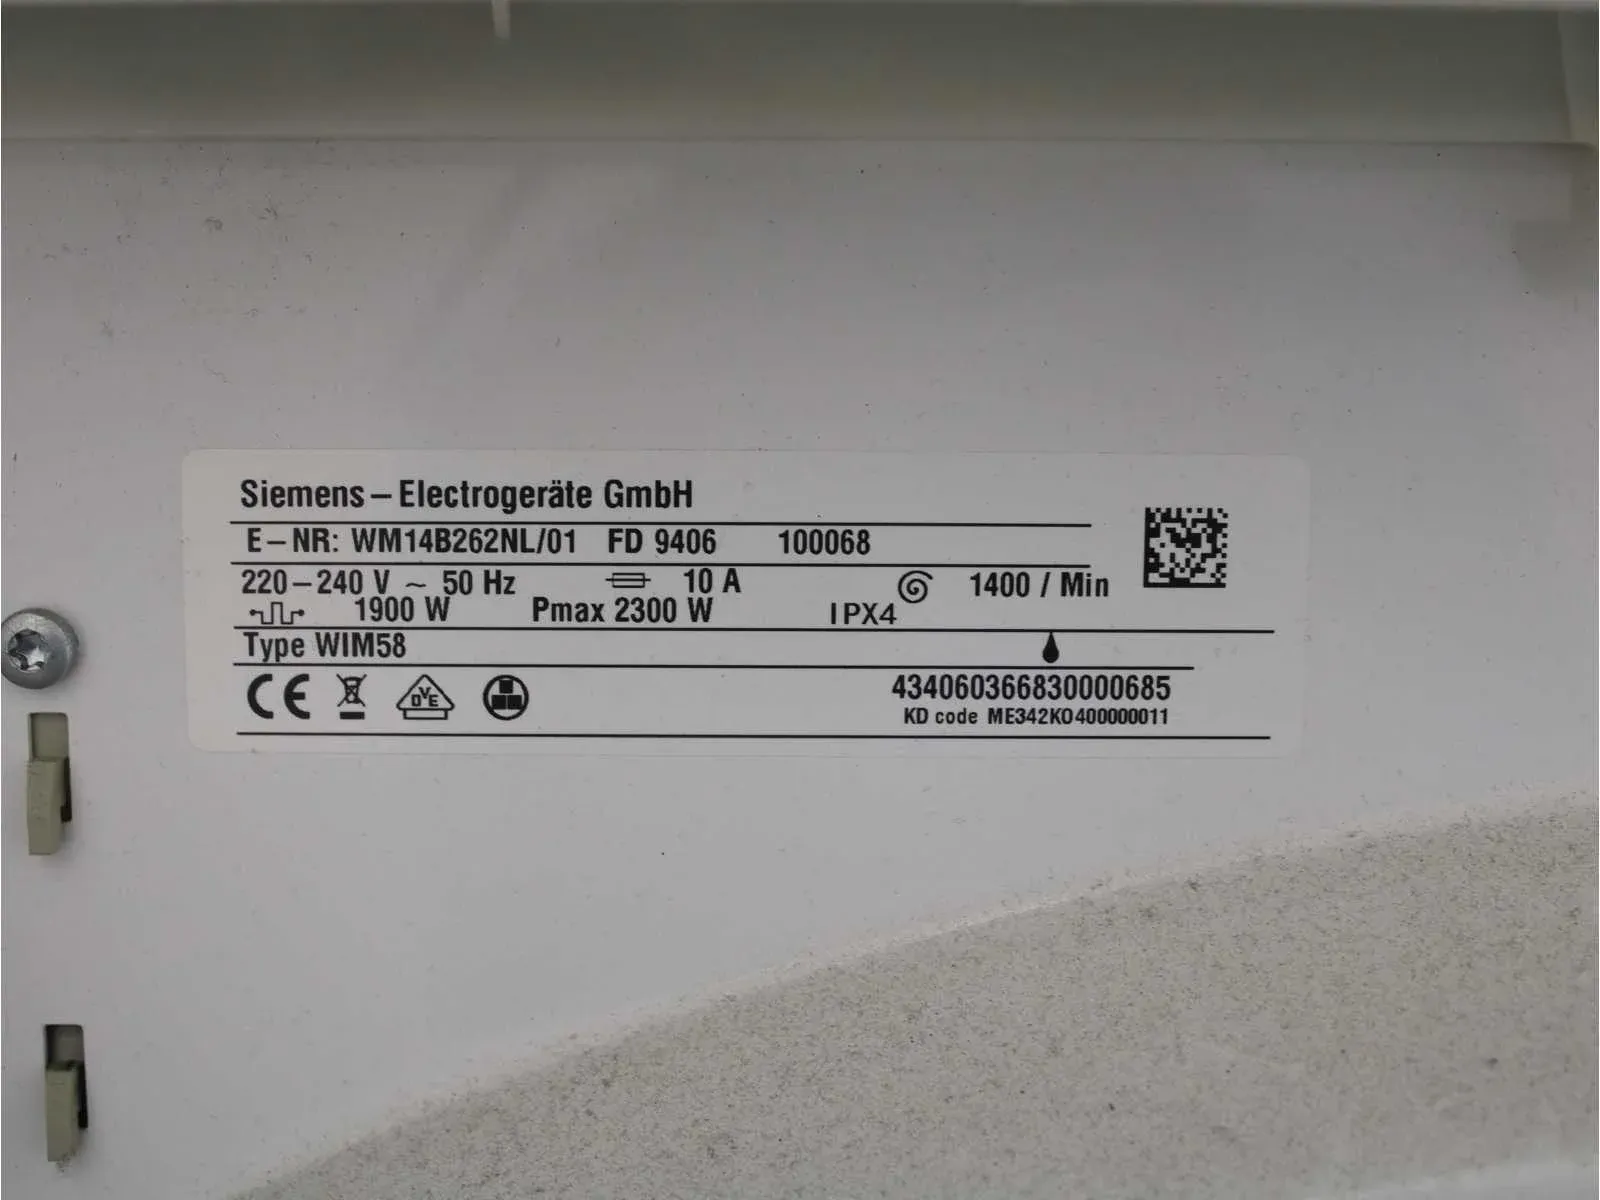 Siemens – Electrogeräte GmbH
E – NR: WM14B262NL/01 FD 9406 100068
220 – 240 V ~ 50 Hz 10 A 1400 / Min
1900 W Pmax 2300 W IPX4
Type WIM58
CE DVE
434060366830000685
KD code ME342KO400000011